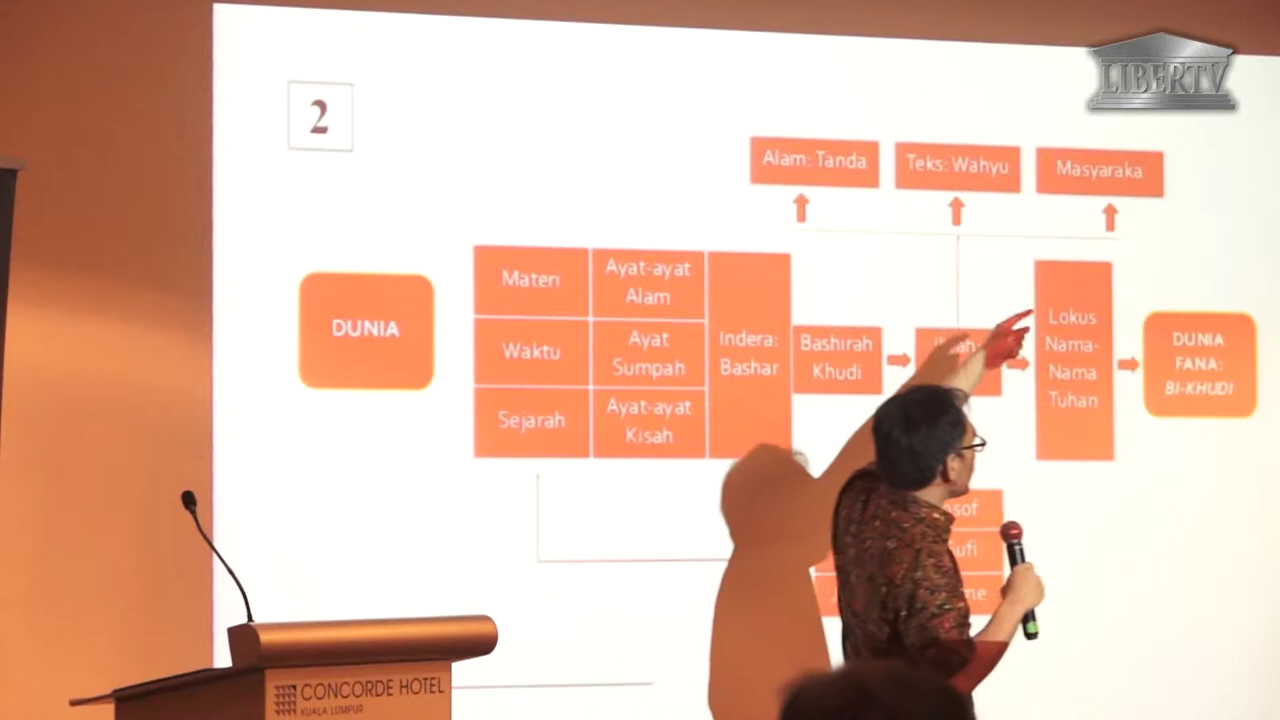 LIBERTV
2
Alam: Tanda
Teks: Wahyu
Masyaraka
DUNIA
Materi
Ayat-ayat
Alam
Waktu
Ayat
Sumpah
Sejarah
Ayat-ayat
Kisah
Indera:
Bashar
Bashirah
Khudi
Lokus
Nama-
Nama
Tuhan
DUNIA
FANA:
BI-KHUDI
CONCORDE HOTEL
KUALA LUMPUR